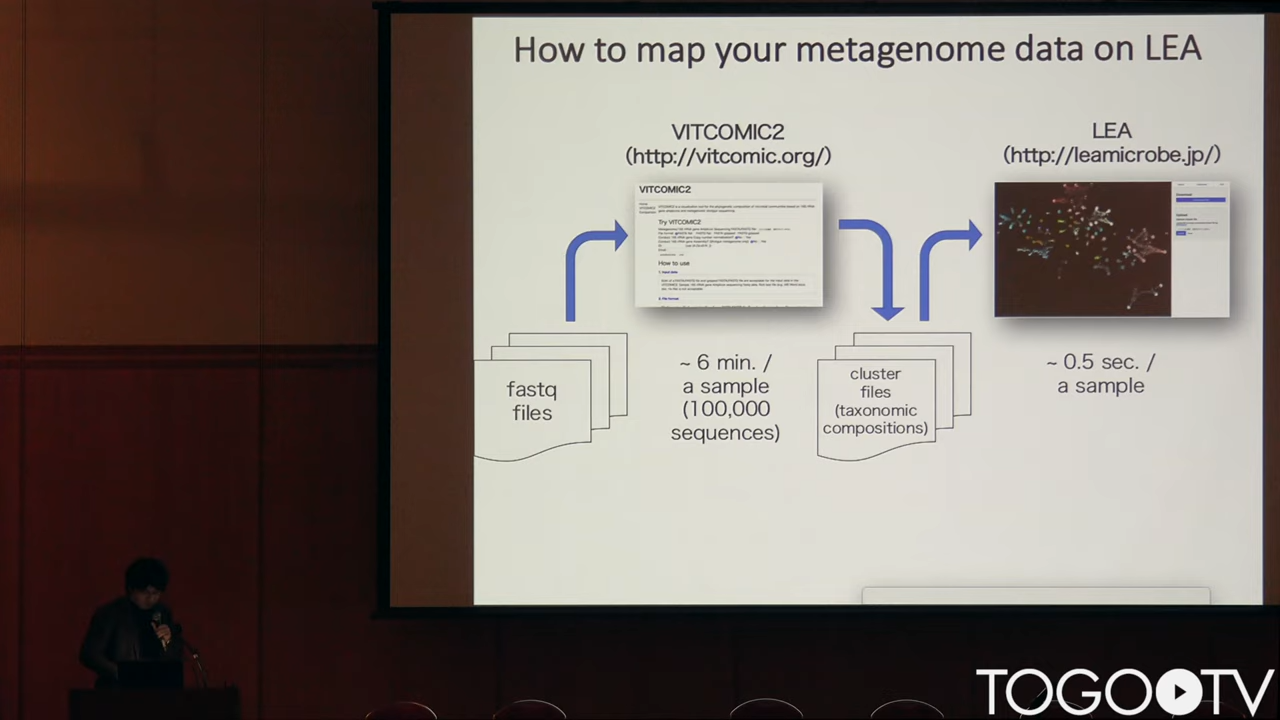 How to map your metagenome data on LEA
VITCOMIC2
(http://vitcomic.org/)
LEA
(http://leamicrobe.jp/)
VITCOMIC2
Try VITCOMIC2
How to use
fastq
files
~ 6 min. /
a sample
(100,000
sequences)
cluster
files
(taxonomic
compositions)
~ 0.5 sec. /
a sample
TOGOTV